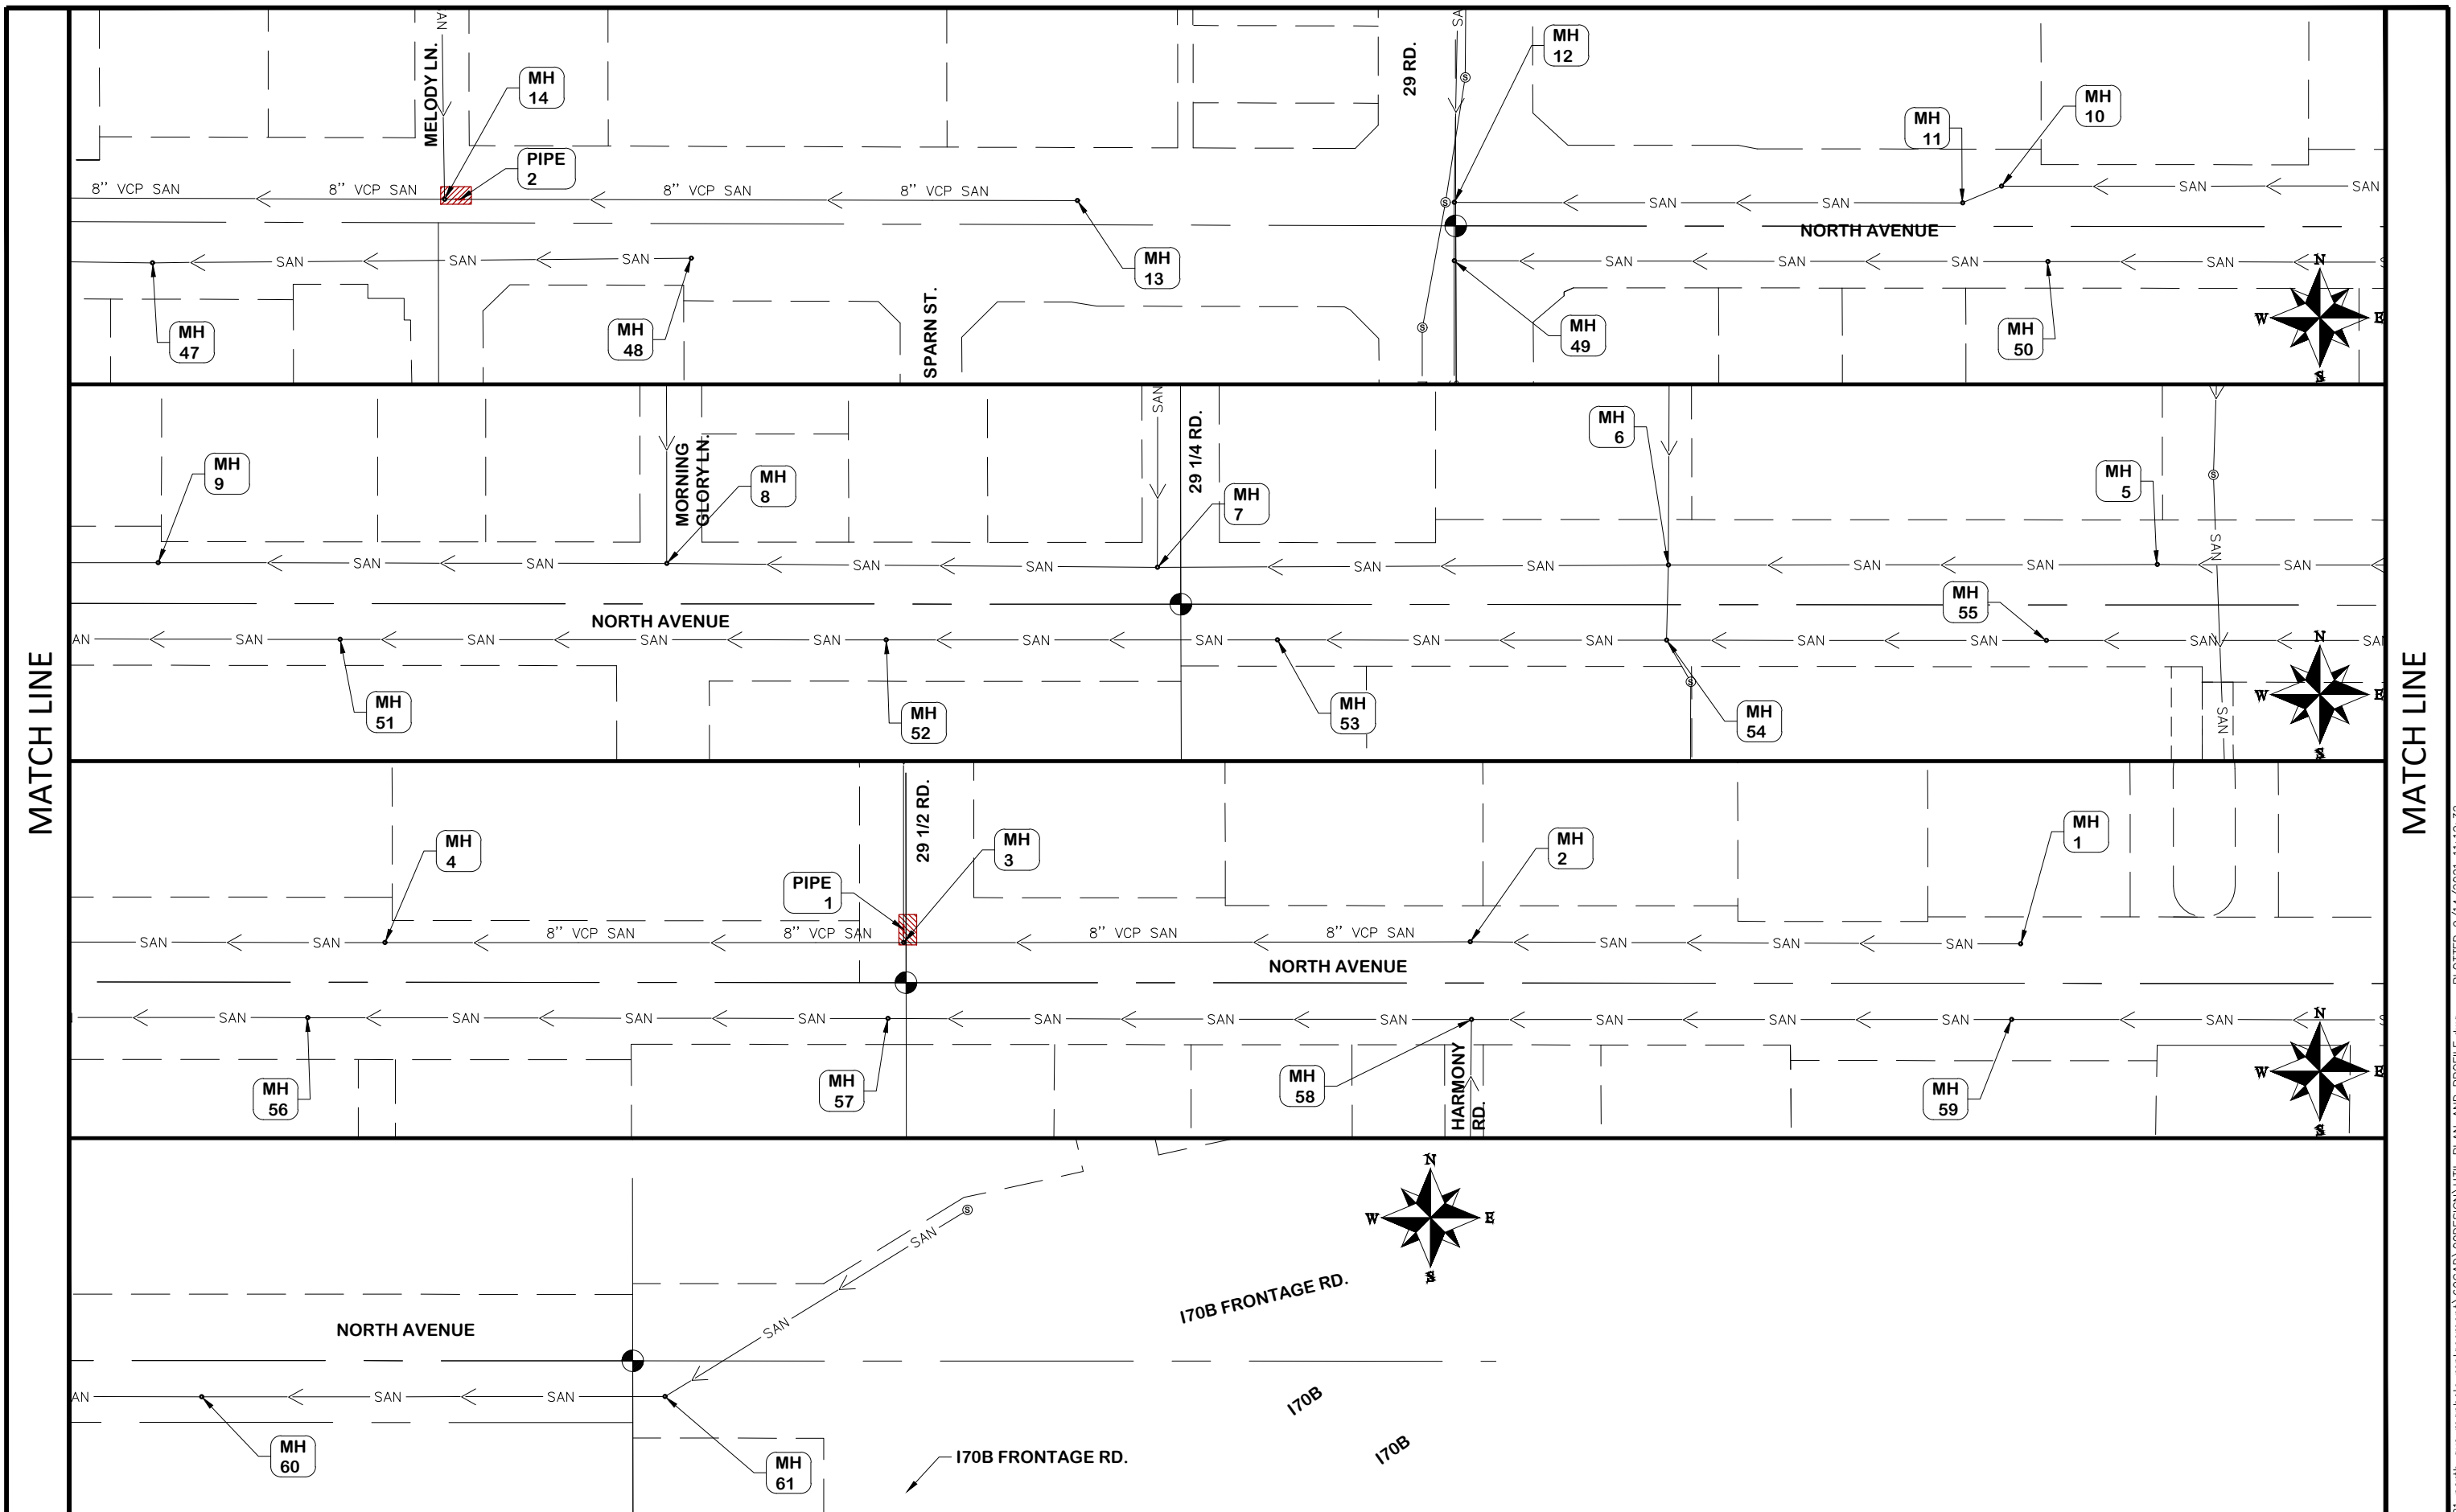 MATCH LINE
MATCH LINE
SAN
MELODY LN.
MH
14
PIPE
2
8'' VCP SAN
8'' VCP SAN
8'' VCP SAN
8'' VCP SAN
29 RD.
MH
12
MH
11
MH
10
SAN
SAN
SAN
SAN
NORTH AVENUE
MH
13
SAN
SAN
SAN
SAN
SAN
SAN
MH
47
MH
48
SPARN ST.
MH
49
MH
50
N
W
E
S
MH
9
MORNING
GLORY LN.
MH
8
SAN
29 1/4 RD.
MH
7
MH
6
MH
5
SAN
SAN
SAN
SAN
SAN
SAN
SAN
SAN
SAN
SAN
SAN
NORTH AVENUE
MH
55
SAN
SAN
SAN
SAN
SAN
SAN
SAN
SAN
SAN
SAN
SAN
SAN
MH
51
MH
52
MH
53
MH
54
SAN
N
W
E
S
MH
4
PIPE
1
29 1/2 RD.
MH
3
MH
2
MH
1
SAN
SAN
8'' VCP SAN
8'' VCP SAN
8'' VCP SAN
8'' VCP SAN
SAN
SAN
SAN
NORTH AVENUE
SAN
SAN
SAN
SAN
SAN
SAN
SAN
SAN
SAN
SAN
SAN
MH
56
MH
57
MH
58
HARMONY
RD.
MH
59
N
W
E
S
SAN
SAN
N
W
E
S
NORTH AVENUE
I70B FRONTAGE RD.
SAN
SAN
I70B
I70B
MH
60
MH
61
I70B FRONTAGE RD.